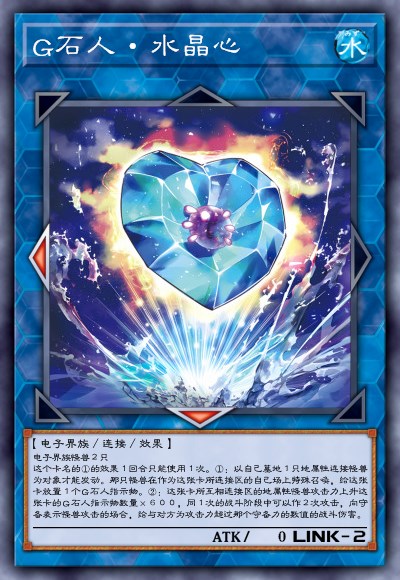 G石人・水晶心
水
【电子界族／连接／效果】
电子界族怪兽2只
这个卡名的①的效果1回合只能使用1次。①：以自己墓地1只地属性连接怪兽
为对象才能发动。那只怪兽在作为这张卡所连接区的自己场上特殊召唤，给这张
卡放置1个G石人指示物。②：这张卡所互相连接区的地属性怪兽攻击力上升这
张卡的G石人指示物数量×600，同1次的战斗阶段中可以作2次攻击，向守
备表示怪兽攻击的场合，给与对方为攻击力超过那个守备力的数值的战斗伤害。
ATK/ 0 LINK-2